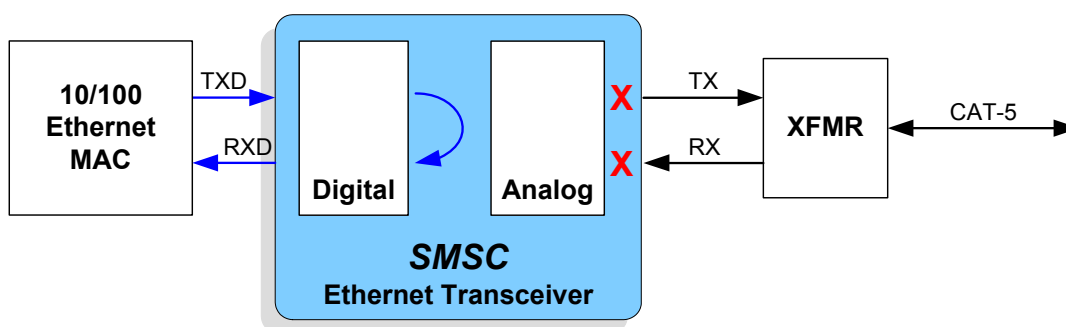 10/100
Ethernet
MAC
TXD
RXD
Digital
X
X
Analog
SMSC
Ethernet Transceiver
TX
RX
XFMR
CAT-5